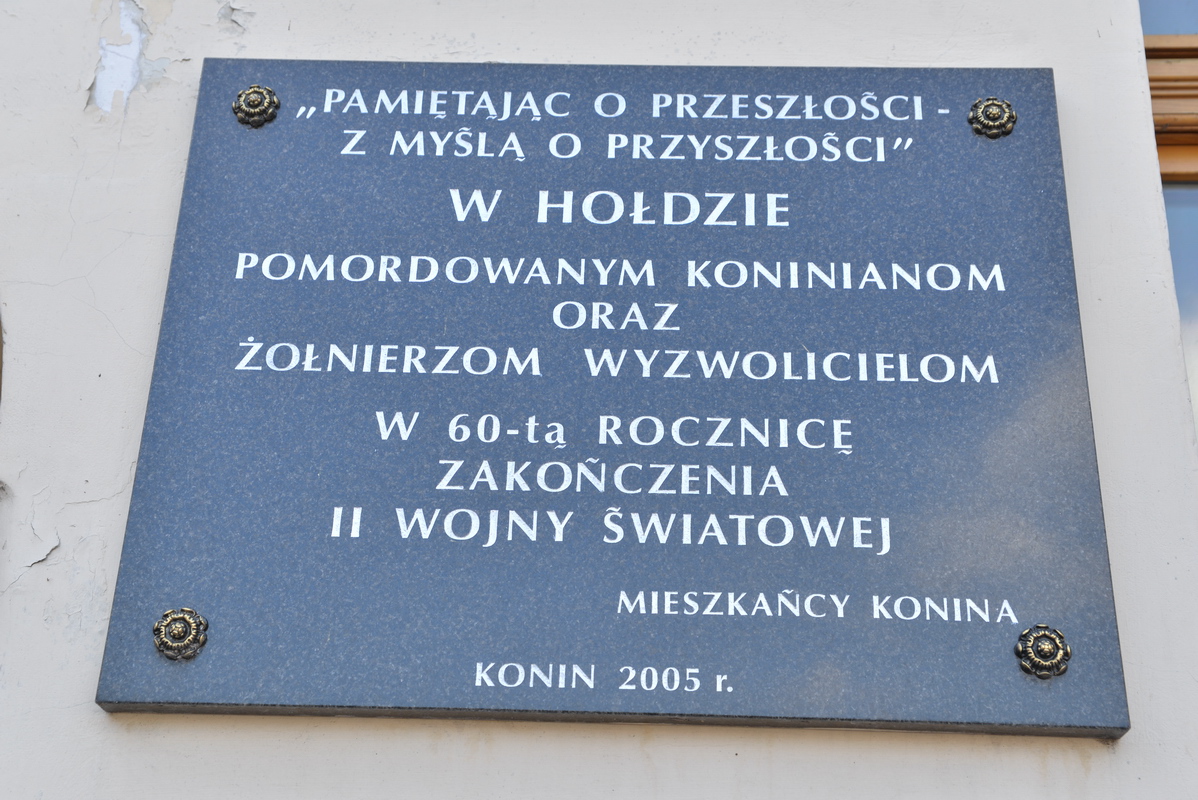 „PAMIĘTAJĄC O PRZESZŁOŚCI -
Z MYŚLĄ O PRZYSZŁOŚCI”
W HOŁDZIE
POMORDOWANYM KONINIANOM
ORAZ
ŻOŁNIERZOM WYZWOLICIELOM
W 60-tą ROCZNICĘ
ZAKOŃCZENIA
II WOJNY ŚWIATOWEJ
MIESZKAŃCY KONINA
KONIN 2005 r.